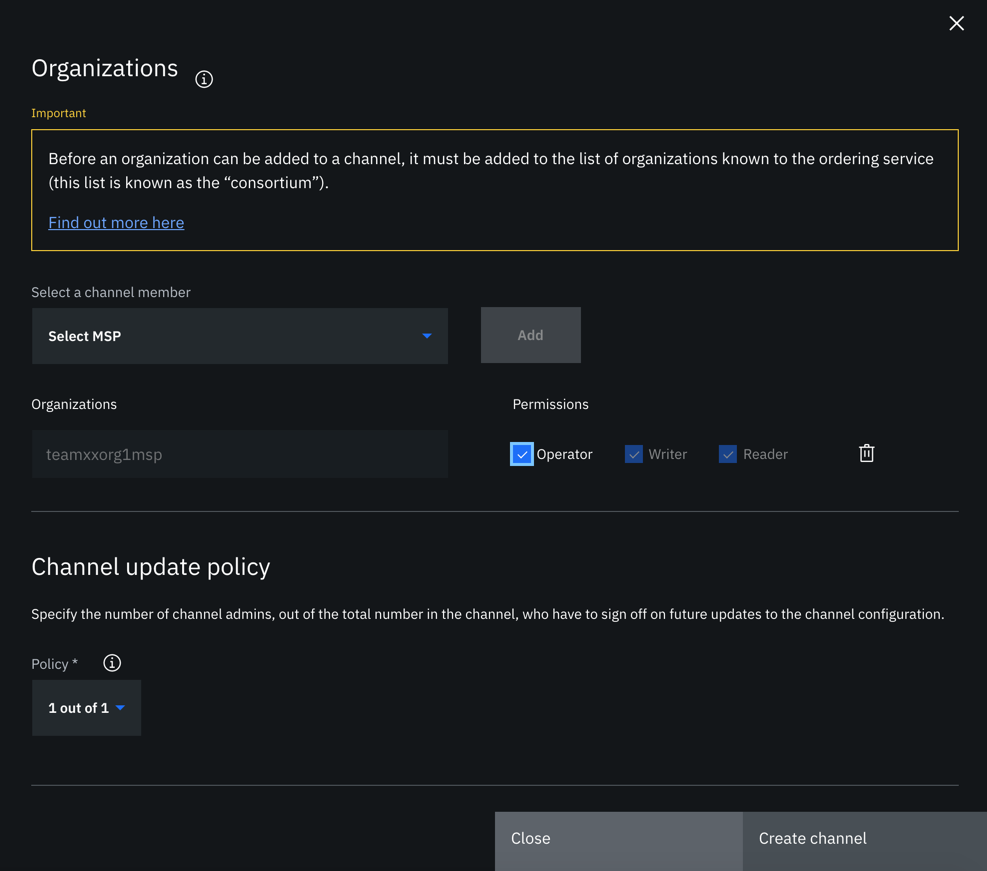 Organizations
Important
Before an organization can be added to a channel, it must be added to the list of organizations known to the ordering service
(this list is known as the “consortium”).
Find out more here
Select a channel member
Select MSP
Add
Organizations
Permissions
teamxxorg1msp
Operator
Writer
Reader
Channel update policy
Specify the number of channel admins, out of the total number in the channel, who have to sign off on future updates to the channel configuration.
Policy *
1 out of 1
Close
Create channel